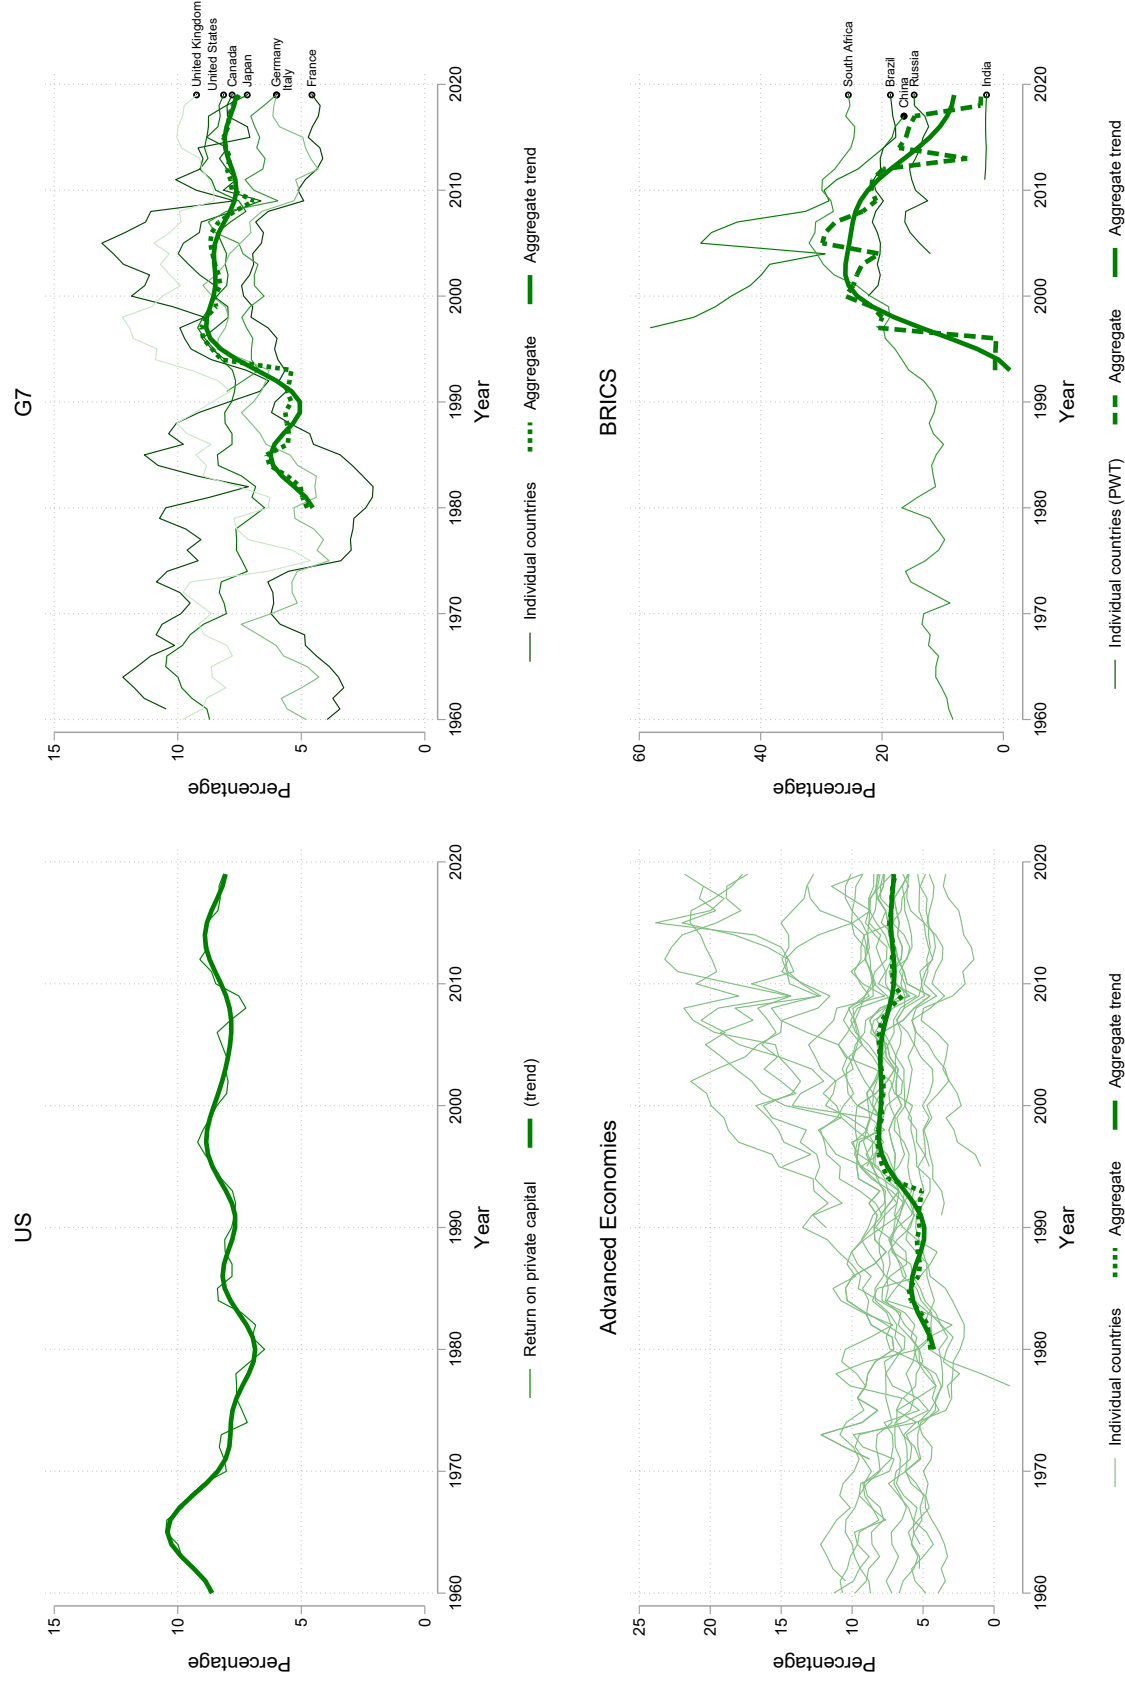 US
15
10
5
0
Percentage
1960 1970 1980 1990 2000 2010 2020
Year
Return on private capital (trend)
G7
15
10
5
0
Percentage
United Kingdom
United States
Canada
Japan
Germany
Italy
France
1960 1970 1980 1990 2000 2010 2020
Year
Individual countries Aggregate Aggregate trend
Advanced Economies
25
20
15
10
5
0
Percentage
1960 1970 1980 1990 2000 2010 2020
Year
Individual countries Aggregate Aggregate trend
BRICS
60
40
20
0
Percentage
South Africa
Brazil
China
Russia
India
1960 1970 1980 1990 2000 2010 2020
Year
Individual countries (PWT) Aggregate Aggregate trend